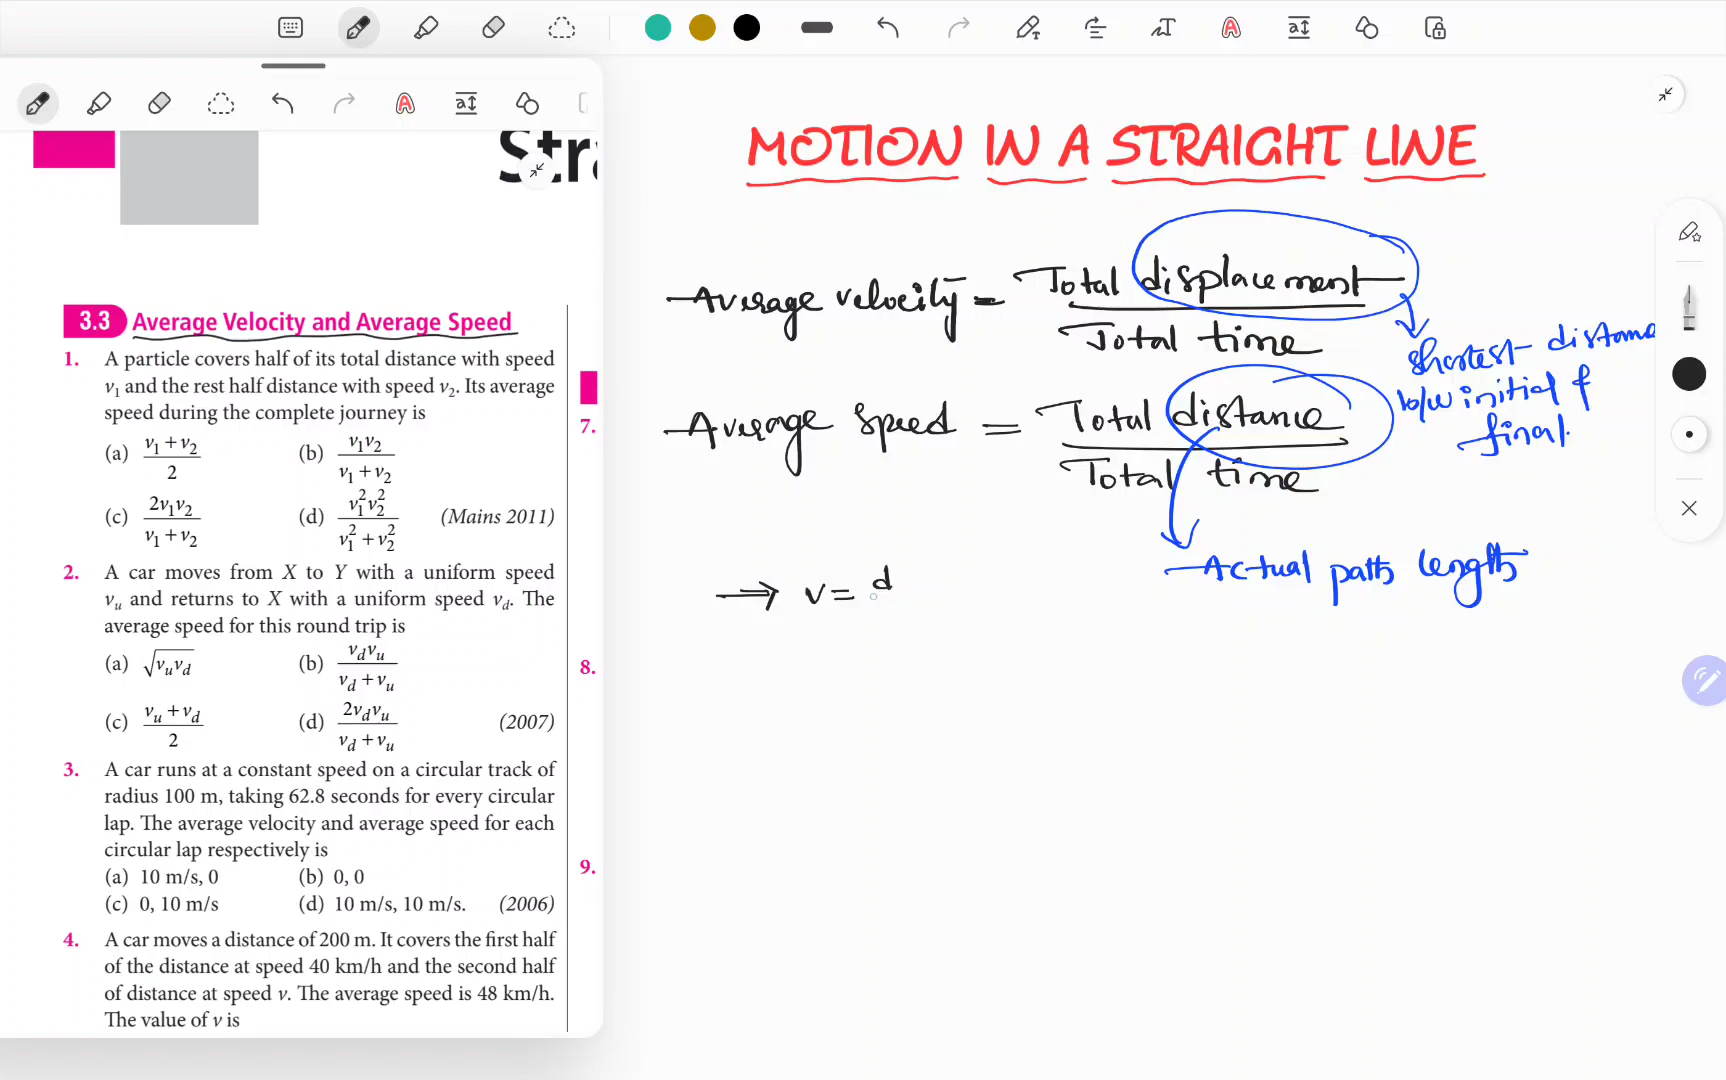 Str
3.3 Average Velocity and Average Speed
1. A particle covers half of its total distance with speed
v₁ and the rest half distance with speed v₂. Its average
speed during the complete journey is
(a) (v₁ + v₂)/2 (b) v₁v₂/(v₁ + v₂)
(c) 2v₁v₂/(v₁ + v₂) (d) v₁²v₂²/(v₁² + v₂²) (Mains 2011)
2. A car moves from X to Y with a uniform speed
vᵤ and returns to X with a uniform speed v_d. The
average speed for this round trip is
(a) √(vᵤv_d) (b) v_dvᵤ/(v_d + vᵤ)
(c) (vᵤ + v_d)/2 (d) 2v_dvᵤ/(v_d + vᵤ) (2007)
3. A car runs at a constant speed on a circular track of
radius 100 m, taking 62.8 seconds for every circular
lap. The average velocity and average speed for each
circular lap respectively is
(a) 10 m/s, 0 (b) 0, 0
(c) 0, 10 m/s (d) 10 m/s, 10 m/s. (2006)
4. A car moves a distance of 200 m. It covers the first half
of the distance at speed 40 km/h and the second half
of distance at speed v. The average speed is 48 km/h.
The value of v is
7.
8.
9.
MOTION IN A STRAIGHT LINE
Average velocity = Total displacement
Total time
shortest distance
b/w initial &
final.
Average speed = Total distance
Total time
Actual path length
⟹ v = d